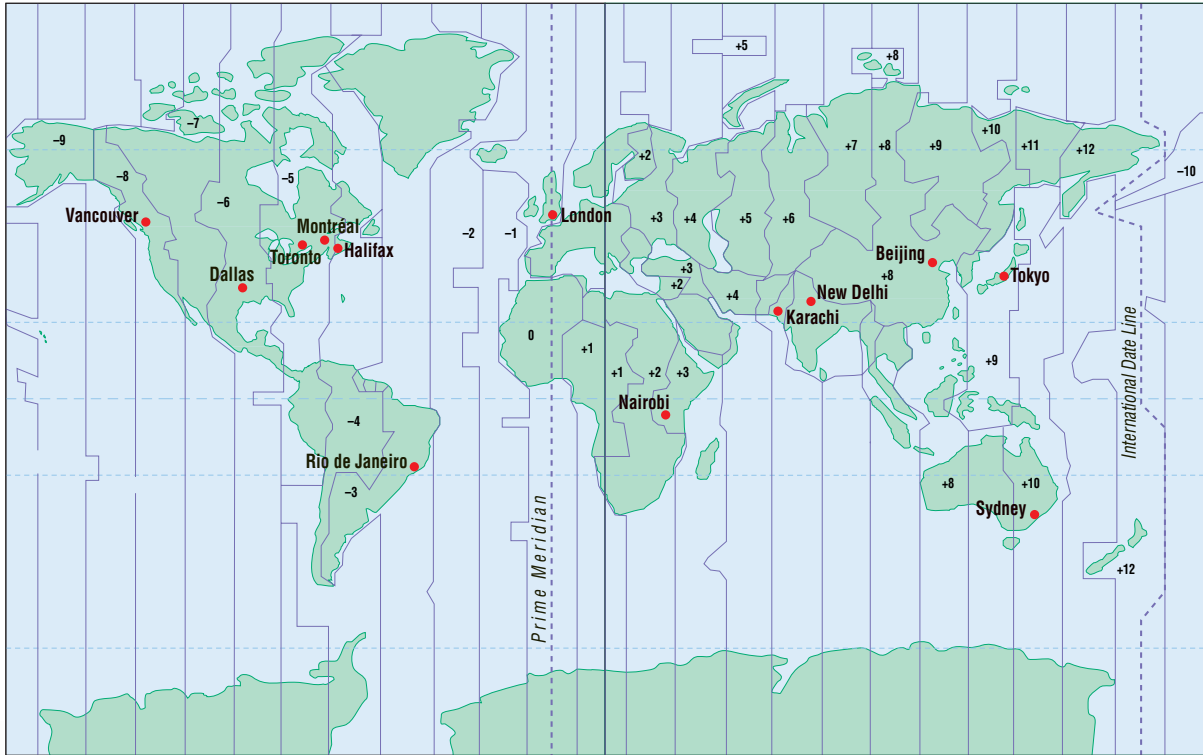 +5
+8
−7
−9
+10
+2
+7
+8
+9
+11
+12
−8
−5
−10
−6
Vancouver
London
+3
+4
+5
+6
Montréal
−2
−1
Toronto
Halifax
Beijing
Dallas
+3
+8
Tokyo
+2
New Delhi
+4
Karachi
0
+1
+9
International Date Line
+1
+2
+3
Nairobi
−4
Rio de Janeiro
−3
+8
+10
Sydney
Prime Meridian
+12